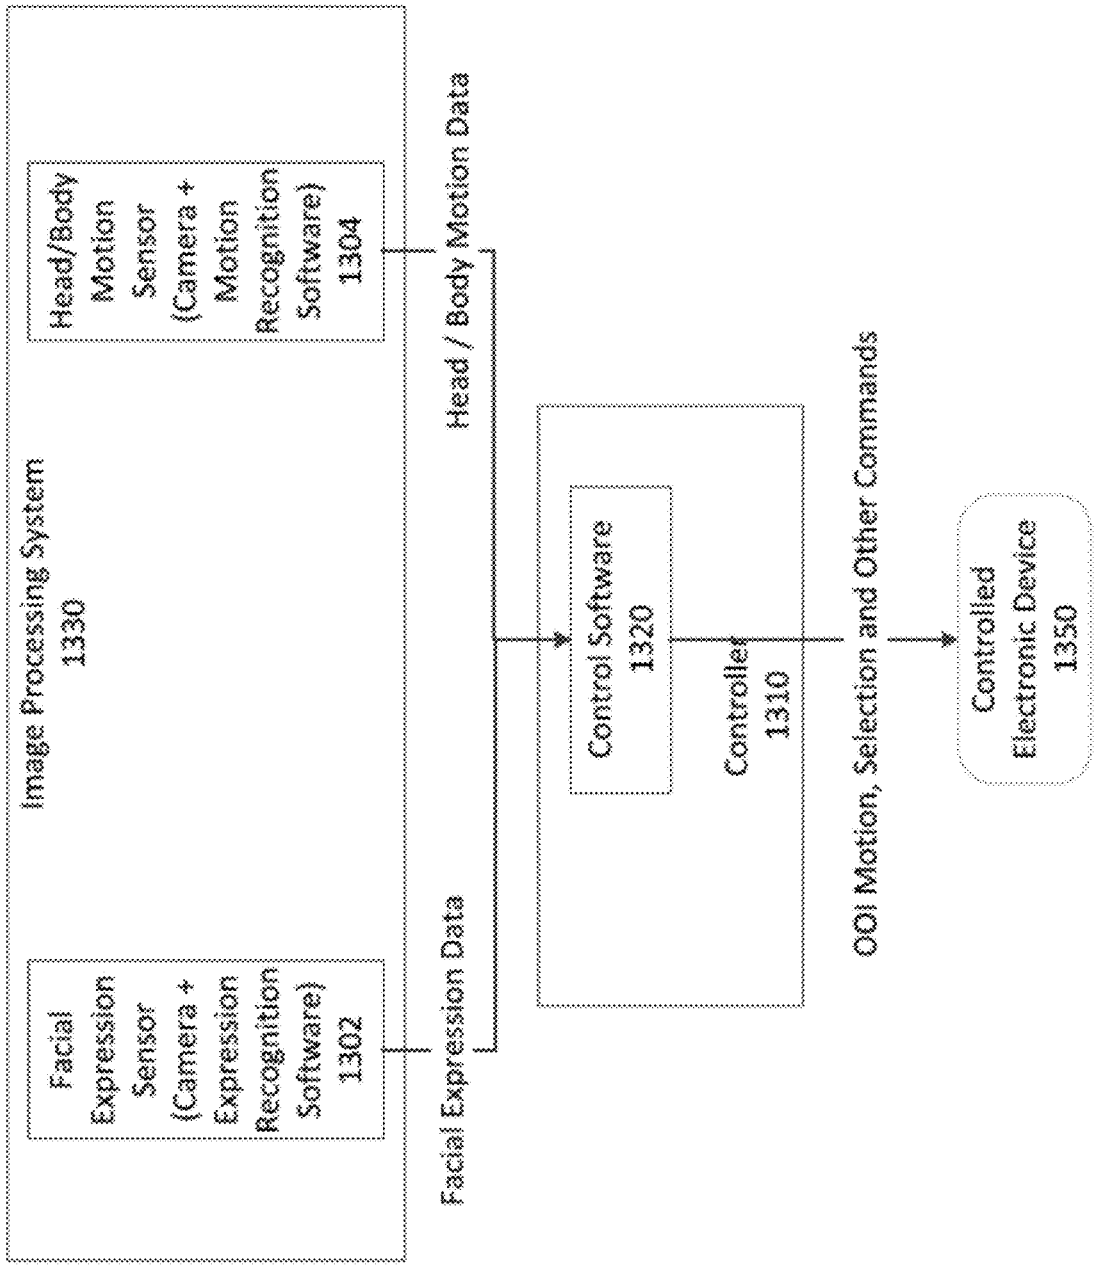 Image Processing System
1330
Facial
Expression
Sensor
(Camera +
Expression
Recognition
Software)
1302
Head/Body
Motion
Sensor
(Camera +
Motion
Recognition
Software)
1304
Facial Expression Data
Head / Body Motion Data
Control Software
1320
Controller
1310
OOI Motion, Selection and Other Commands
Controlled
Electronic Device
1350